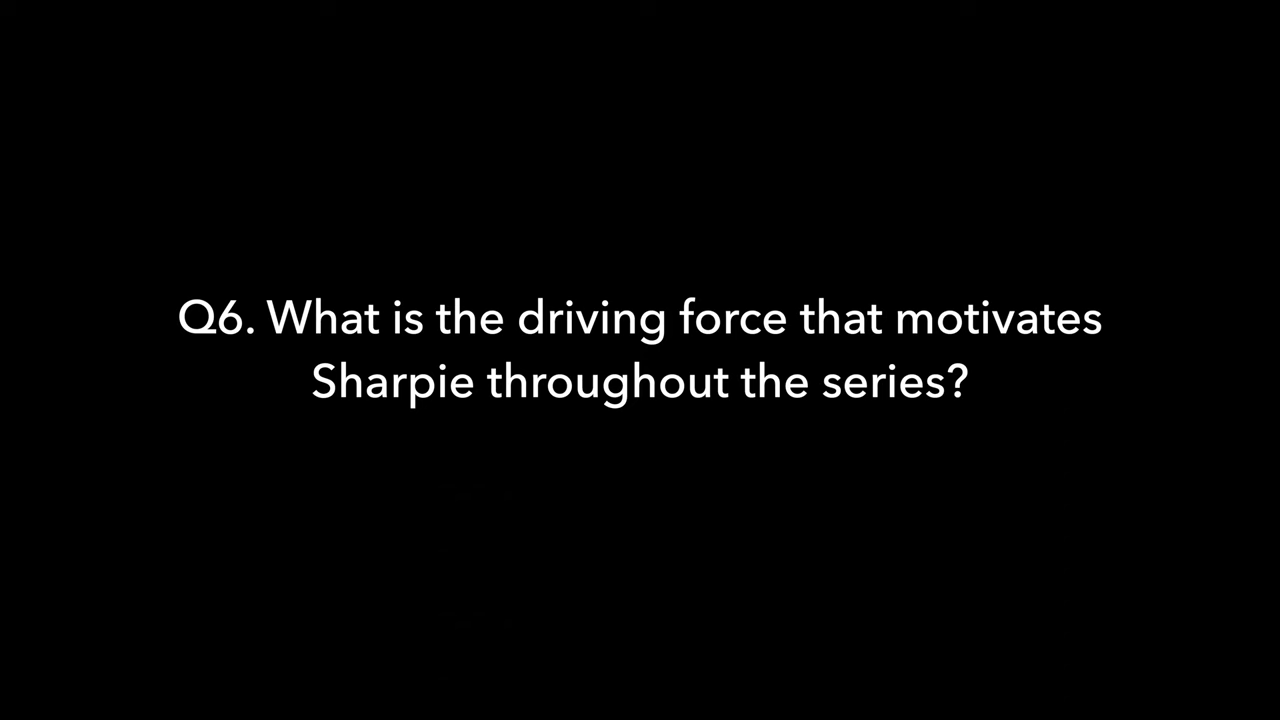 Q6. What is the driving force that motivates
Sharpie throughout the series?